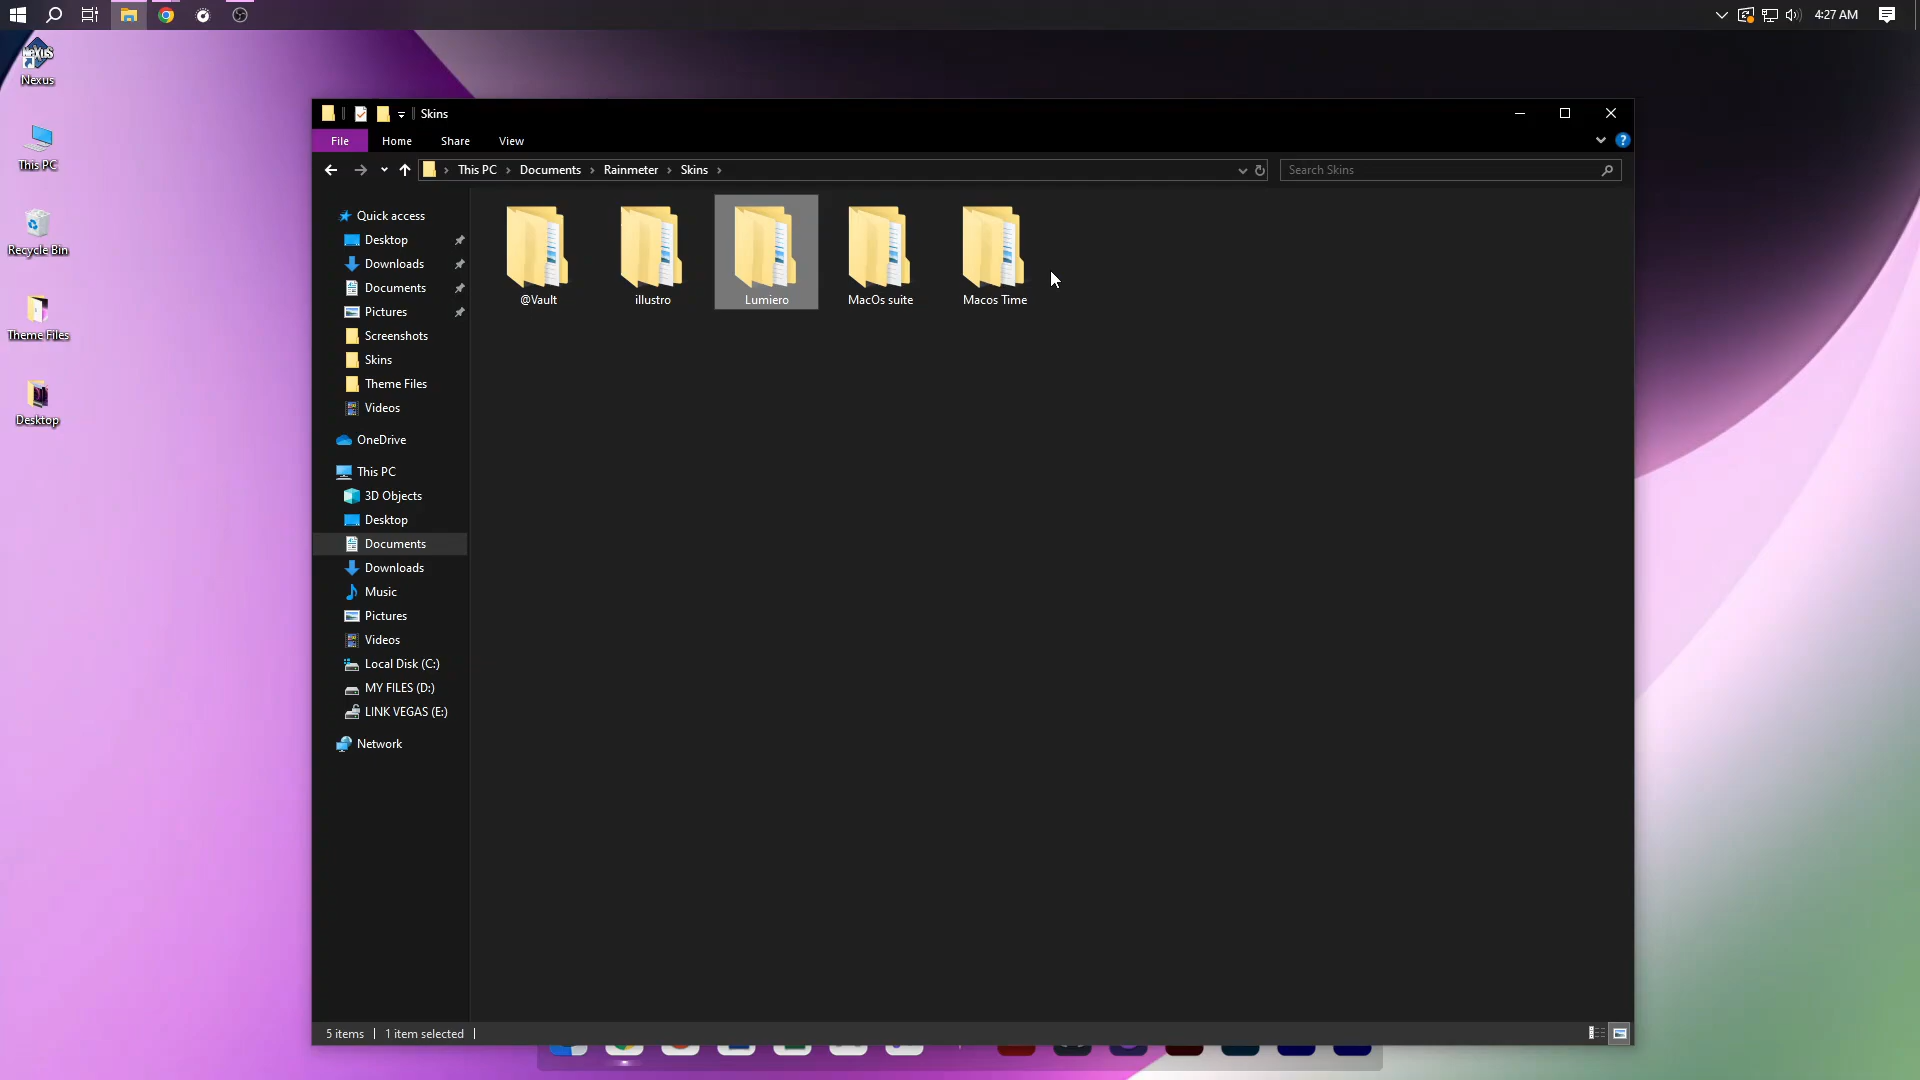 4:27 AM
Nexus
This PC
Recycle Bin
Theme Files
Desktop
Skins
File Home Share View
This PC > Documents > Rainmeter > Skins >
Search Skins
Quick access
Desktop
Downloads
Documents
Pictures
Screenshots
Skins
Theme Files
Videos
OneDrive
This PC
3D Objects
Desktop
Documents
Downloads
Music
Pictures
Videos
Local Disk (C:)
MY FILES (D:)
LINK VEGAS (E:)
Network
@Vault illustro Lumiero MacOs suite Macos Time
5 items 1 item selected